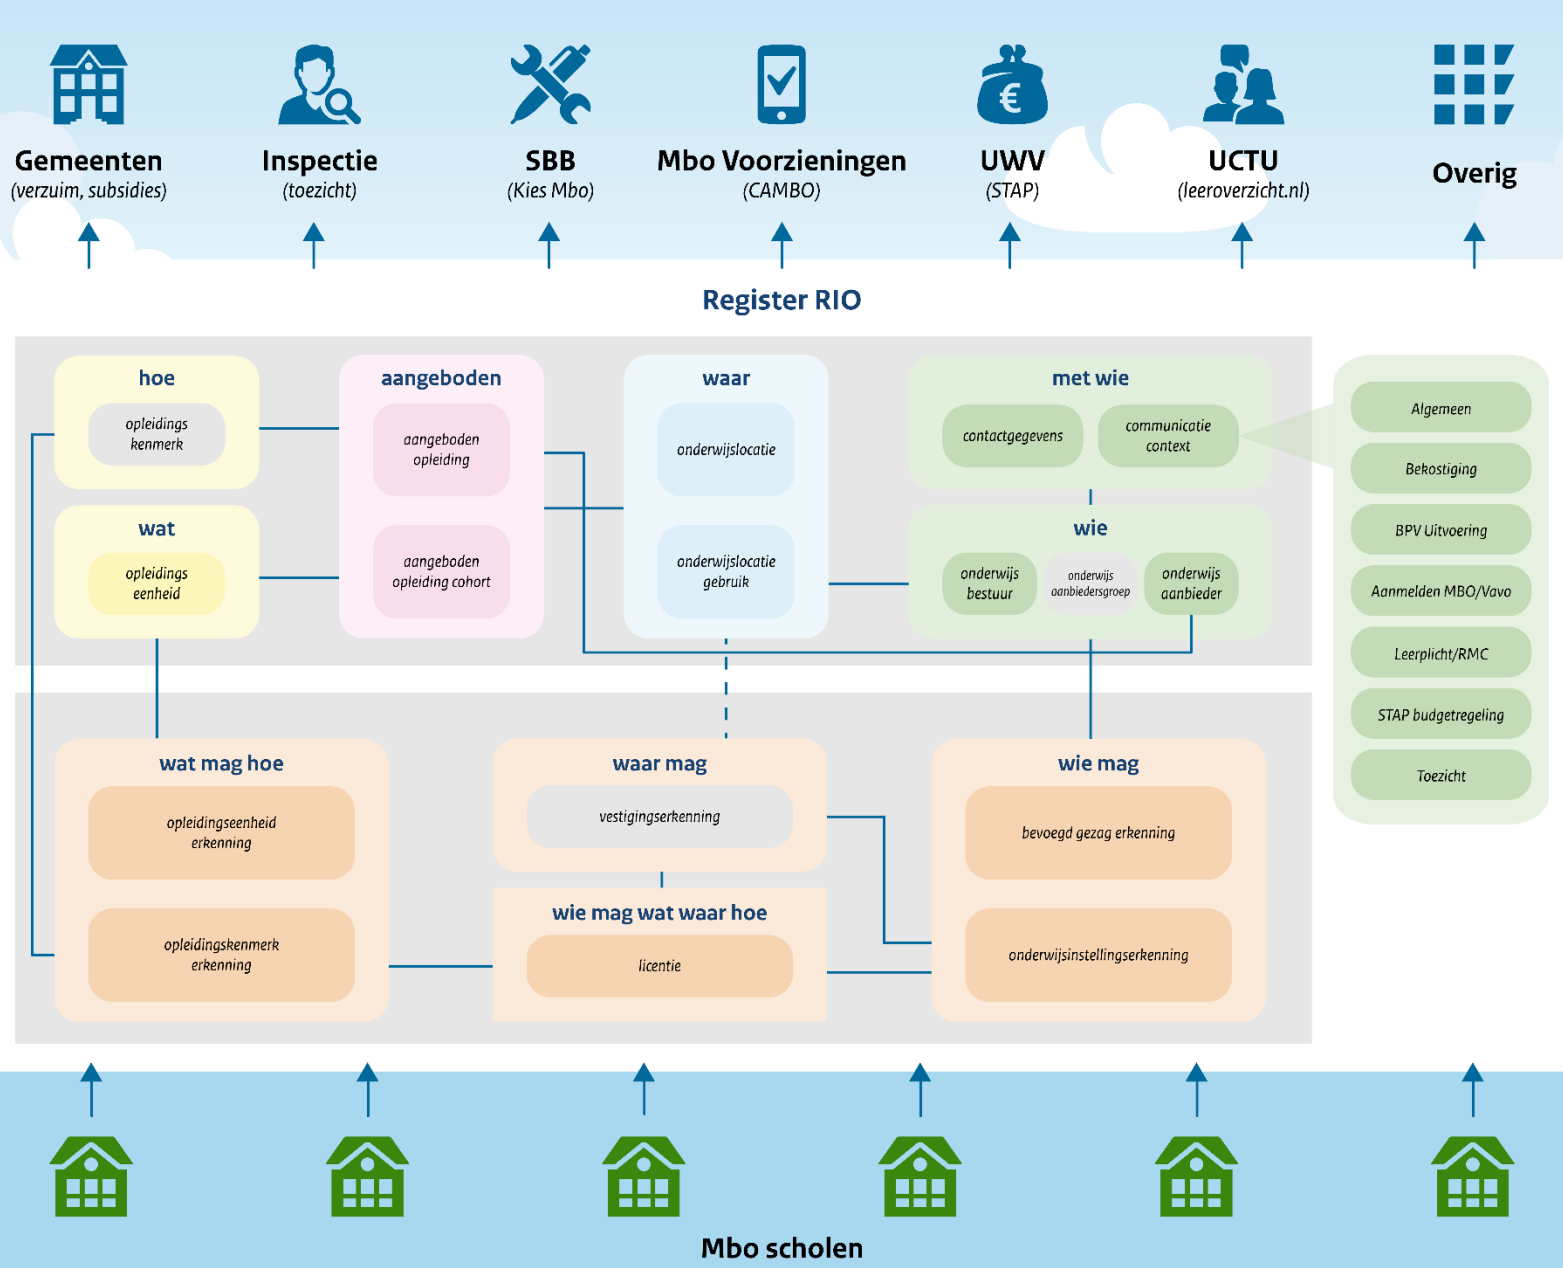 Gemeenten
(verzuim, subsidies)
Inspectie
(toezicht)
SBB
(Kies Mbo)
Mbo Voorzieningen
(CAMBO)
UWV
(STAP)
UCTU
(leeroverzicht.nl)
Overig
Register RIO
hoe
opleidings
kenmerk
wat
opleidings
eenheid
aangeboden
aangeboden
opleiding
aangeboden
opleiding cohort
waar
onderwijslocatie
onderwijslocatie
gebruik
met wie
contactgegevens
communicatie
context
wie
onderwijs
bestuur
onderwijs
aanbiedersgroep
onderwijs
aanbieder
Algemeen
Bekostiging
BPV Uitvoering
Aanmelden MBO/Vavo
Leerplicht/RMC
STAP budgetregeling
Toezicht
wat mag hoe
opleidingseenheid
erkenning
opleidingskenmerk
erkenning
waar mag
vestigingserkenning
wie mag wat waar hoe
licentie
wie mag
bevoegd gezag erkenning
onderwijsinstellingserkenning
Mbo scholen